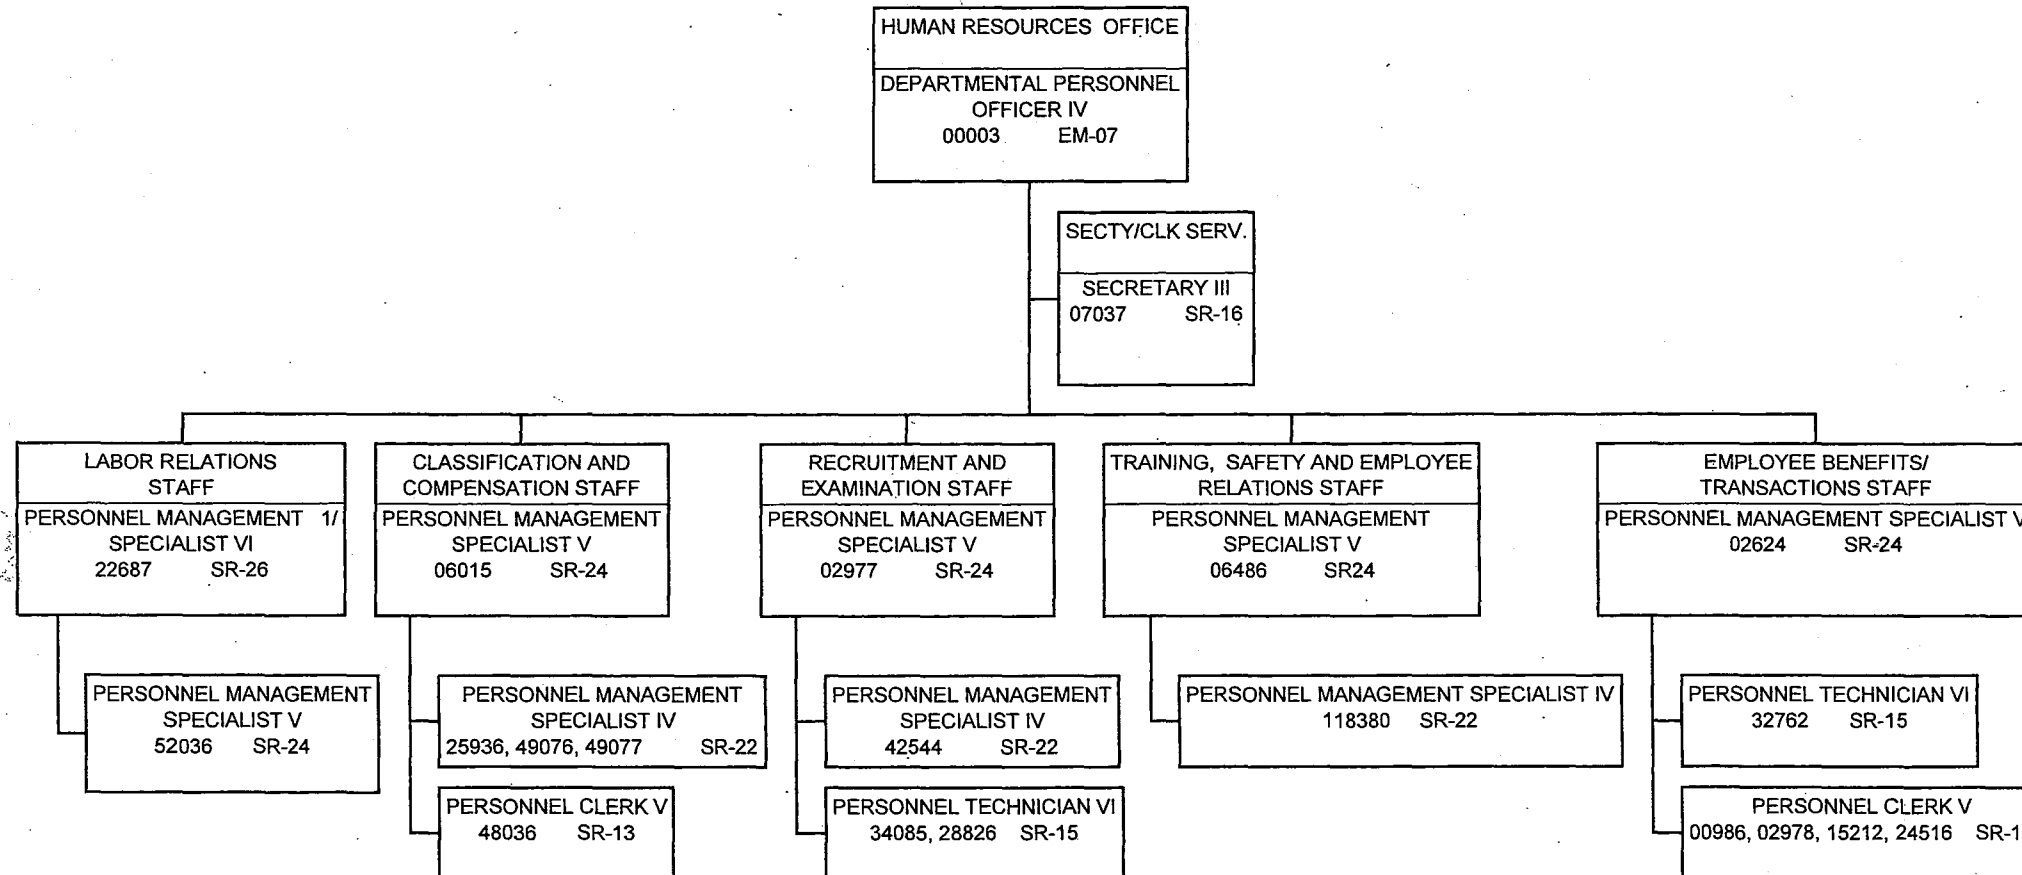 HUMAN RESOURCES OFFICE
DEPARTMENTAL PERSONNEL
OFFICER IV
00003 EM-07
SECTY/CLK SERV.
SECRETARY III
07037 SR-16
LABOR RELATIONS
STAFF
PERSONNEL MANAGEMENT 1/
SPECIALIST VI
22687 SR-26
PERSONNEL MANAGEMENT
SPECIALIST V
52036 SR-24
CLASSIFICATION AND
COMPENSATION STAFF
PERSONNEL MANAGEMENT
SPECIALIST V
06015 SR-24
PERSONNEL MANAGEMENT
SPECIALIST IV
25936, 49076, 49077 SR-22
PERSONNEL CLERK V
48036 SR-13
RECRUITMENT AND
EXAMINATION STAFF
PERSONNEL MANAGEMENT
SPECIALIST V
02977 SR-24
PERSONNEL MANAGEMENT
SPECIALIST IV
42544 SR-22
PERSONNEL TECHNICIAN VI
34085, 28826 SR-15
TRAINING, SAFETY AND EMPLOYEE
RELATIONS STAFF
PERSONNEL MANAGEMENT
SPECIALIST V
06486 SR24
PERSONNEL MANAGEMENT SPECIALIST IV
118380 SR-22
EMPLOYEE BENEFITS/
TRANSACTIONS STAFF
PERSONNEL MANAGEMENT SPECIALIST V
02624 SR-24
PERSONNEL TECHNICIAN VI
32762 SR-15
PERSONNEL CLERK V
00986, 02978, 15212, 24516 SR-1